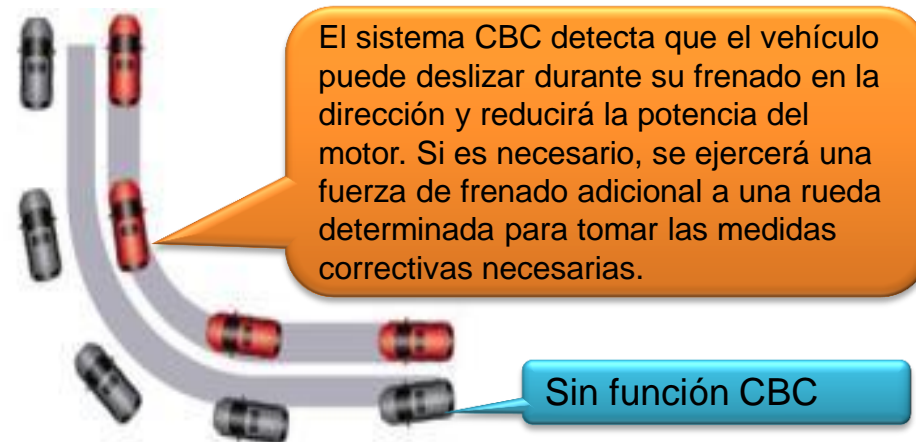 El sistema CBC detecta que el vehículo
puede deslizar durante su frenado en la
dirección y reducirá la potencia del
motor. Si es necesario, se ejercerá una
fuerza de frenado adicional a una rueda
determinada para tomar las medidas
correctivas necesarias.
Sin función CBC